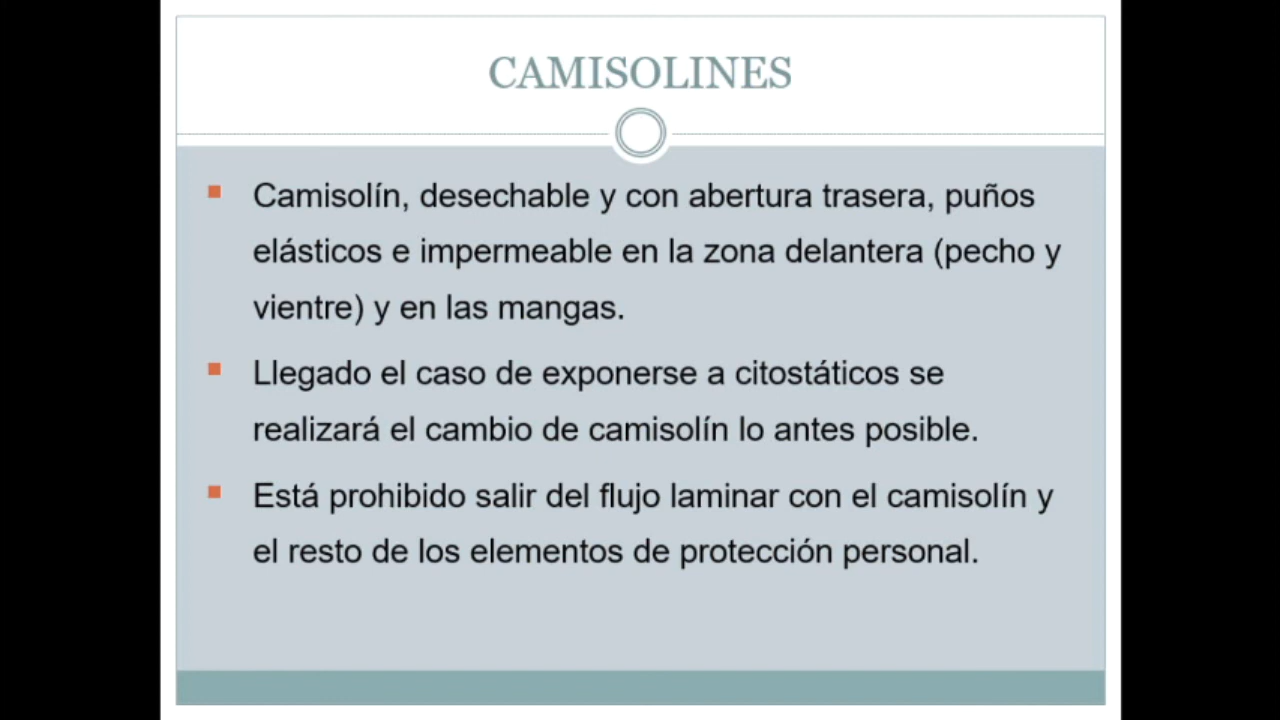 CAMISOLINES
Camisolín, desechable y con abertura trasera, puños
elásticos e impermeable en la zona delantera (pecho y
vientre) y en las mangas.
Llegado el caso de exponerse a citostáticos se
realizará el cambio de camisolín lo antes posible.
Está prohibido salir del flujo laminar con el camisolín y
el resto de los elementos de protección personal.